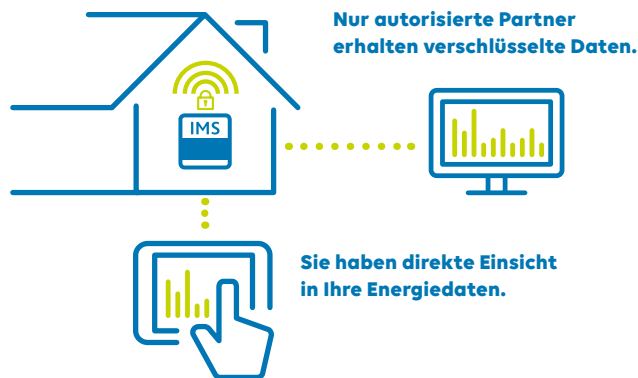 Nur autorisierte Partner
erhalten verschlüsselte Daten.
IMS
Sie haben direkte Einsicht
in Ihre Energiedaten.